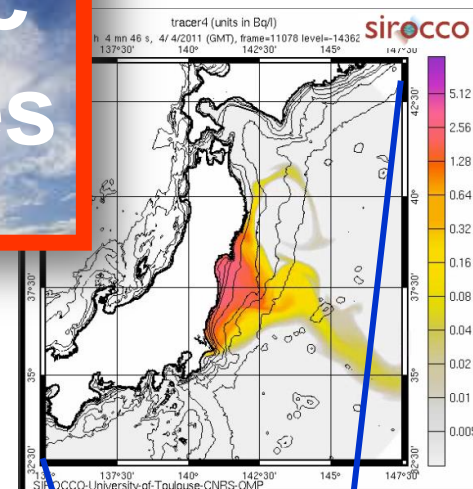 es
tracer4 (units in Bq/l)
sirocco
h 4 mn 46 s, 4/ 4/2011 (GMT), frame=11078 level=-14362
137°30' 140° 142°30' 145° 147°30'
42°30'
40°
37°30'
35°
32°30'
5.12
2.56
1.28
0.64
0.32
0.16
0.08
0.04
0.02
0.01
0.005
137°30' 140° 142°30' 145° 147°30'
SIROCCO-University-of-Toulouse-CNRS-OMP